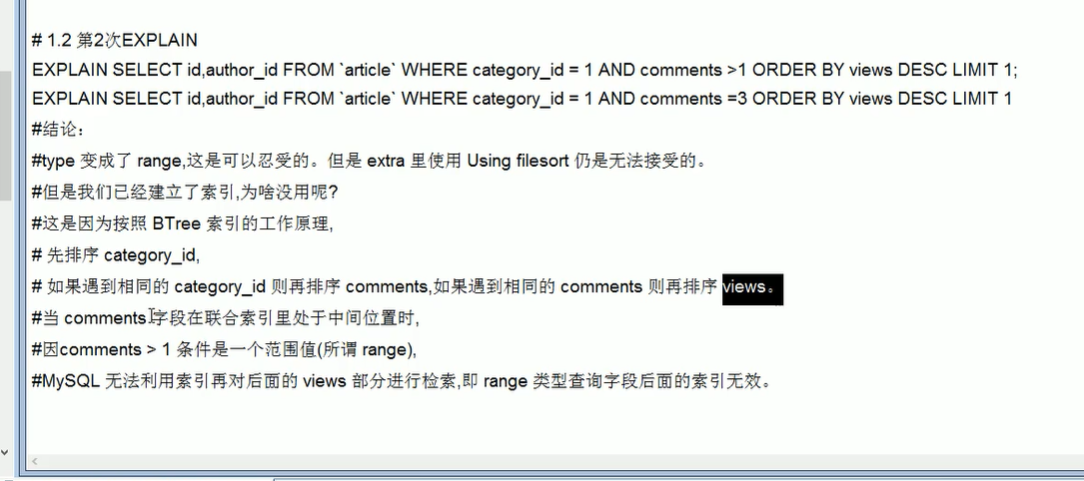 # 1.2 第2次EXPLAIN
EXPLAIN SELECT id,author_id FROM `article` WHERE category_id = 1 AND comments >1 ORDER BY views DESC LIMIT 1;
EXPLAIN SELECT id,author_id FROM `article` WHERE category_id = 1 AND comments =3 ORDER BY views DESC LIMIT 1
#结论：
#type 变成了 range,这是可以忍受的。但是 extra 里使用 Using filesort 仍是无法接受的。
#但是我们已经建立了索引,为啥没用呢?
#这是因为按照 BTree 索引的工作原理,
# 先排序 category_id,
# 如果遇到相同的 category_id 则再排序 comments,如果遇到相同的 comments 则再排序 views。
#当 comments 字段在联合索引里处于中间位置时,
#因comments > 1 条件是一个范围值(所谓 range),
#MySQL 无法利用索引再对后面的 views 部分进行检索,即 range 类型查询字段后面的索引无效。